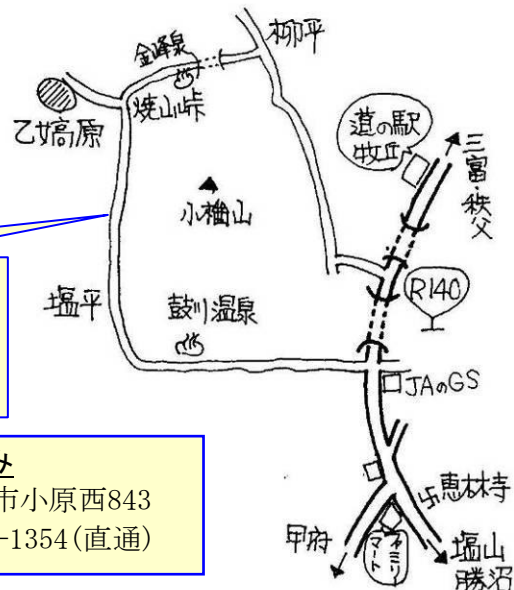 柳平
金峰泉
焼山峠
乙女高原
道の駅
牧丘
三富・秩父
小楢山
R140
塩平
鼓川温泉
JAのGS
市小原西843
-1354(直通)
恵林寺
甲府
ファミリー
マート
塩山
勝沼